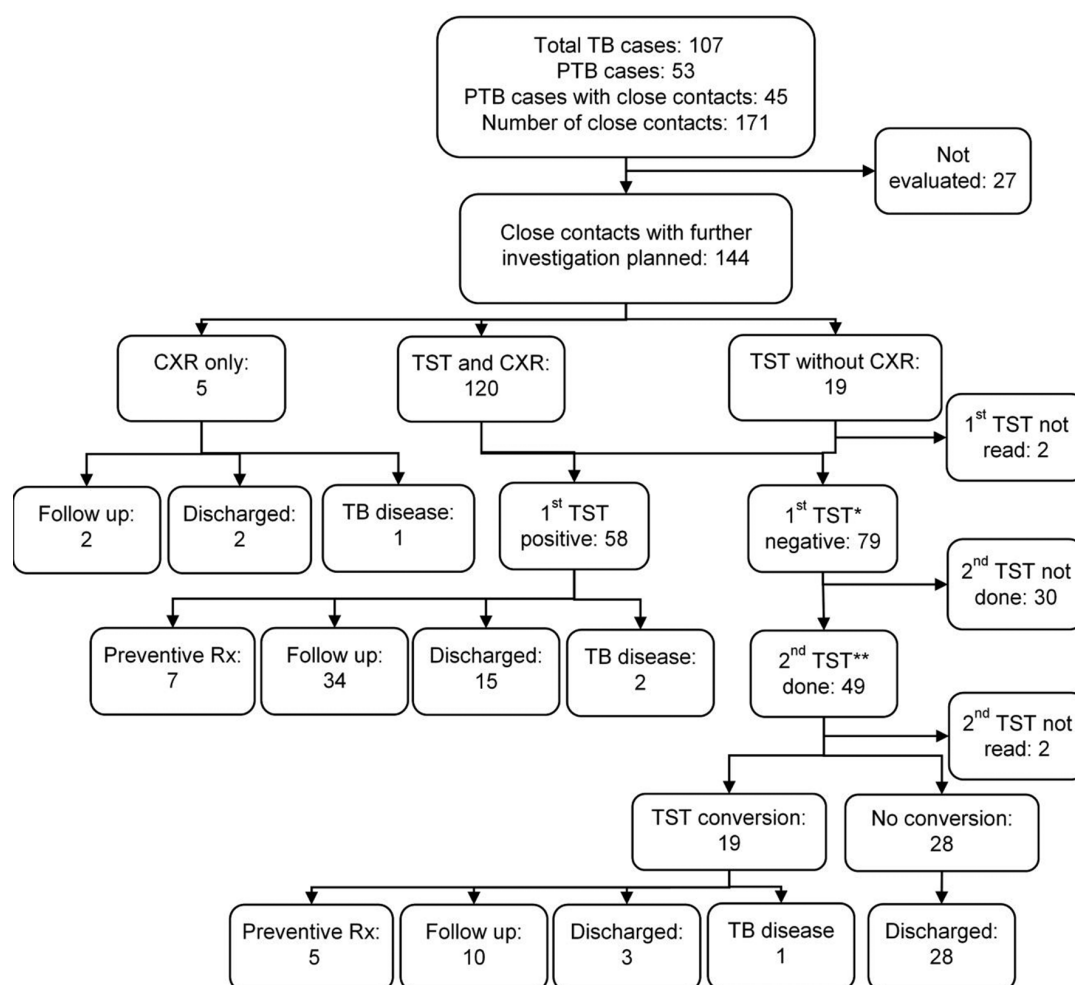 Total TB cases: 107
PTB cases: 53
PTB cases with close contacts: 45
Number of close contacts: 171
Not
evaluated: 27
Close contacts with further
investigation planned: 144
CXR only:
5
TST and CXR:
120
TST without CXR:
19
1st TST not
read: 2
Follow up:
2
Discharged:
2
TB disease:
1
1st TST
positive: 58
1st TST*
negative: 79
2nd TST not
done: 30
Preventive Rx:
7
Follow up:
34
Discharged:
15
TB disease:
2
2nd TST**
done: 49
2nd TST not
read: 2
TST conversion:
19
No conversion:
28
Preventive Rx:
5
Follow up:
10
Discharged:
3
TB disease
1
Discharged:
28